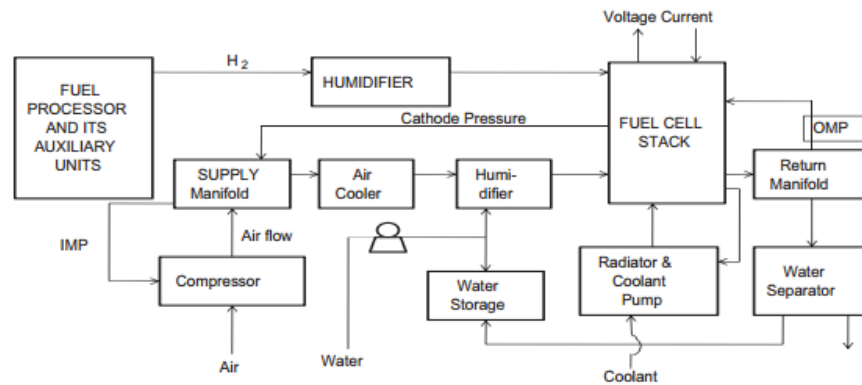 Voltage Current
H2
FUEL
PROCESSOR
AND ITS
AUXILIARY
UNITS
HUMIDIFIER
FUEL CELL
STACK
Cathode Pressure
OMP
SUPPLY
Manifold
Air
Cooler
Humi-
difier
Return
Manifold
IMP
Air flow
Compressor
Water
Storage
Radiator &
Coolant
Pump
Water
Separator
Air
Water
Coolant